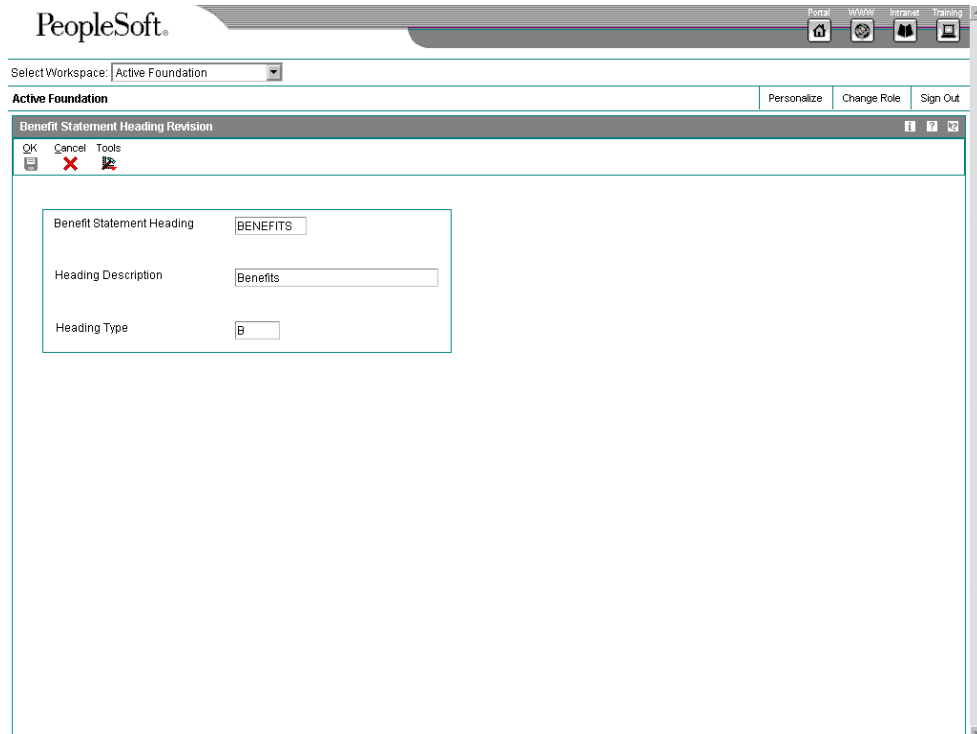 PeopleSoft.
Portal WWW Intranet Training
Select Workspace: Active Foundation
Active Foundation Personalize Change Role Sign Out
Benefit Statement Heading Revision
OK Cancel Tools
Benefit Statement Heading BENEFITS
Heading Description Benefits
Heading Type B